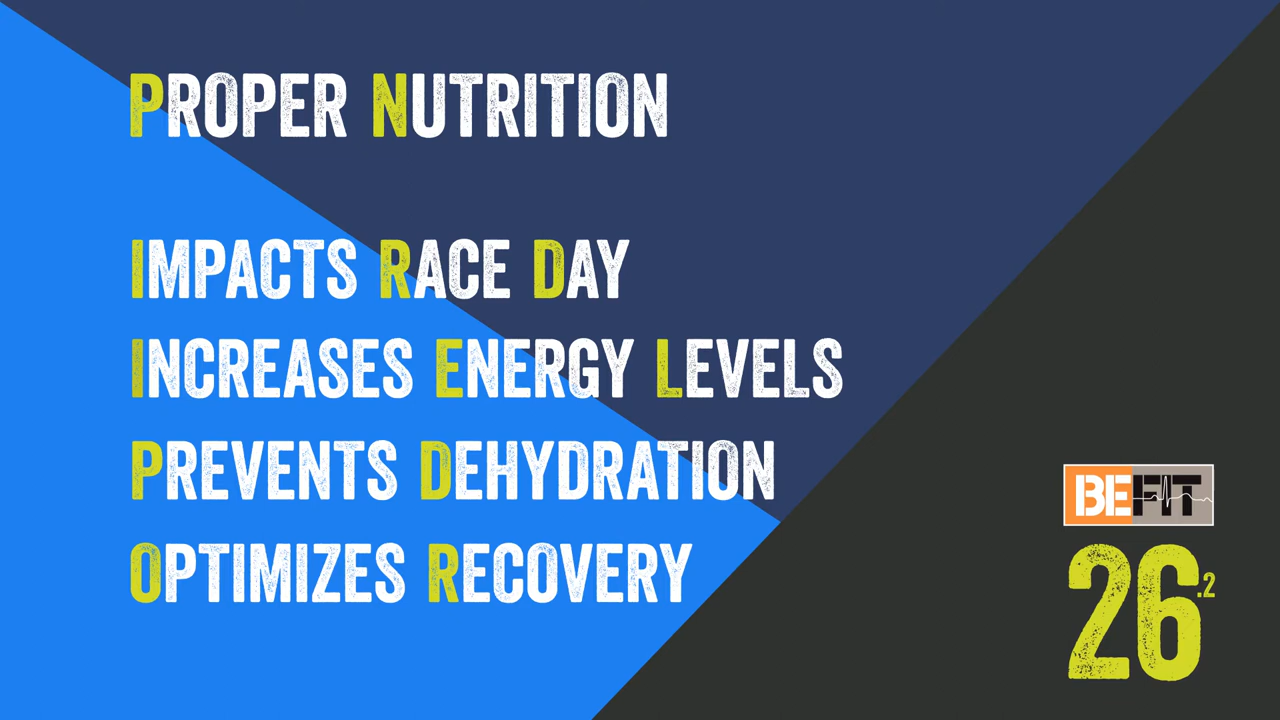 PROPER NUTRITION
IMPACTS RACE DAY
INCREASES ENERGY LEVELS
PREVENTS DEHYDRATION
OPTIMIZES RECOVERY
BEFIT
26.2